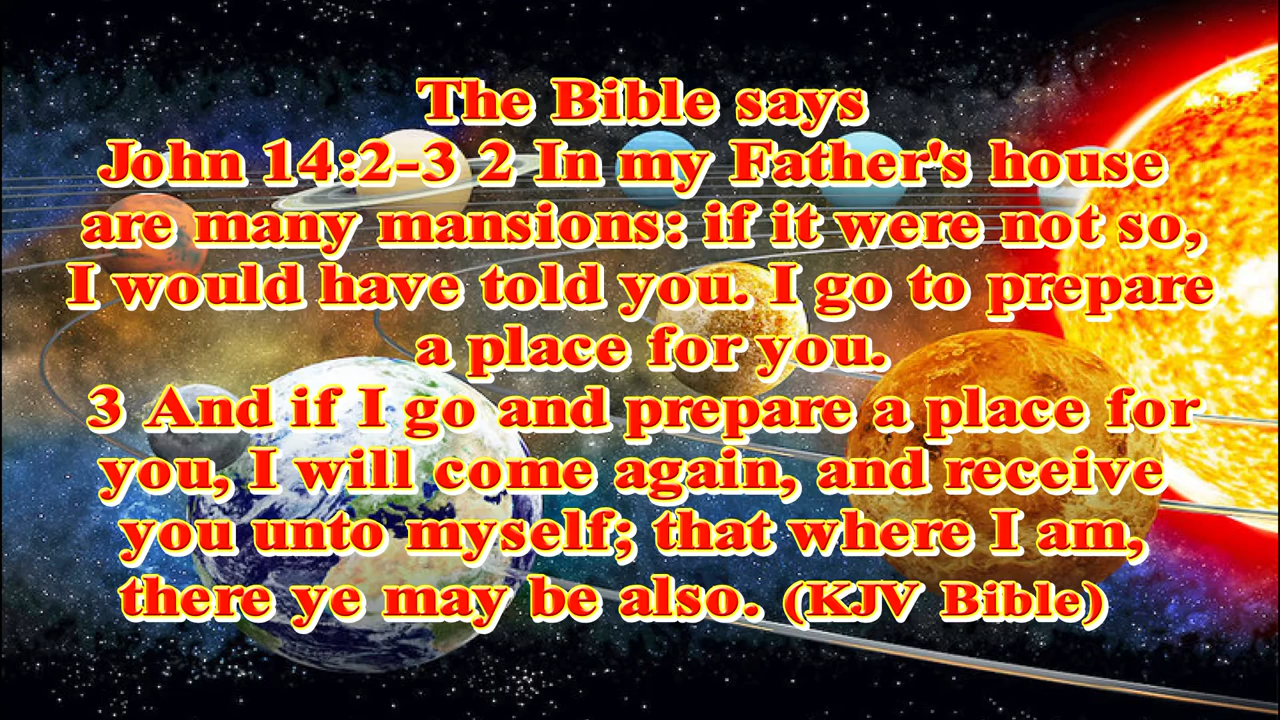 The Bible says
John 14:2-3 2 In my Father's house
are many mansions: if it were not so,
I would have told you. I go to prepare
a place for you.
3 And if I go and prepare a place for
you, I will come again, and receive
you unto myself; that where I am,
there ye may be also. (KJV Bible)